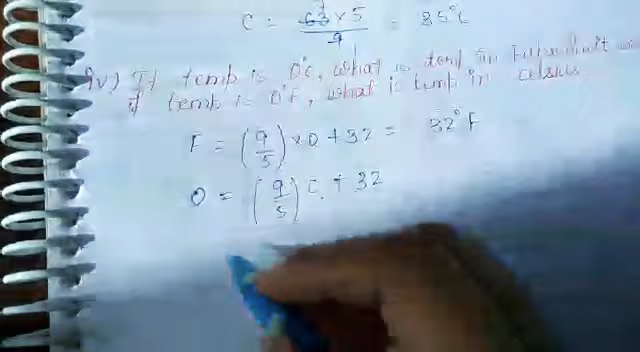 C = 63 × 5 / 9 = 35°C
iv) If temp is 0°C, what is temp in Fahrenheit
if temp is 0°F, what is temp in Celsius
F = (9/5) × 0 + 32 = 32°F
0 = (9/5) C + 32